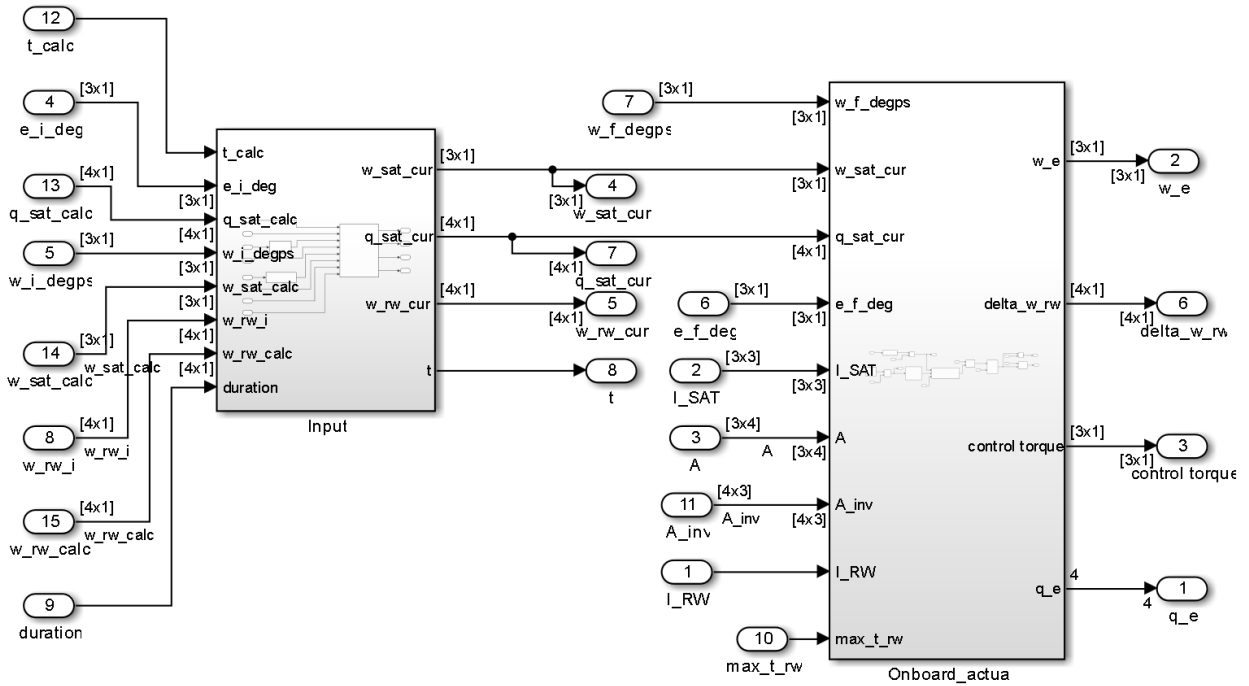 12
t_calc
[3x1]
4
e_i_deg
[4x1]
13
q_sat_calc
[3x1]
5
w_i_degps
[3x1]
14
w_sat_calc
w_sat_calc
[4x1]
8
w_rw_i
w_rw_i
[4x1]
15
w_rw_calc
w_rw_calc
9
duration
t_calc
e_i_deg
[3x1]
q_sat_calc
[4x1]
w_i_degps
[3x1]
w_sat_calc
[3x1]
w_rw_i
[4x1]
w_rw_calc
[4x1]
duration
w_sat_cur
[3x1]
q_sat_cur
[4x1]
w_rw_cur
[4x1]
t
Input
[3x1]
4
w_sat_cur
[4x1]
7
q_sat_cur
[4x1]
5
w_rw_cur
8
t
7
[3x1]
w_f_degps
6
[3x1]
e_f_deg
2
[3x3]
I_SAT
3
[3x4]
A
A
11
[4x3]
A_inv
A_inv
1
I_RW
10
max_t_rw
[3x1]
w_f_degps
[3x1]
w_sat_cur
[4x1]
q_sat_cur
[3x1]
e_f_deg
[3x3]
I_SAT
[3x4]
A
[4x3]
A_inv
I_RW
max_t_rw
w_e
[3x1]
delta_w_rw
[4x1]
control torque
[3x1]
q_e
4
Onboard_actua
[3x1]
2
w_e
[4x1]
6
delta_w_rw
[3x1]
3
control torque
4
1
q_e